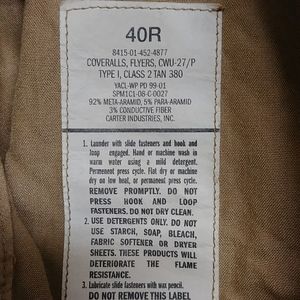 40R
8415-01-452-4877
COVERALLS, FLYERS, CWU-27/P
TYPE I, CLASS 2 TAN 380
YACL-WP PD 99-01
SPM1C1-08-C-0027
92% META-ARAMID, 5% PARA-ARAMID
3% CONDUCTIVE FIBER
CARTER INDUSTRIES, INC.
1. Launder with slide fasteners and hook and
loop engaged. Hand or machine wash in
warm water using a mild detergent.
Permanent press cycle. Flat dry or machine
dry on low heat, or permanent press cycle.
REMOVE PROMPTLY. DO NOT
PRESS HOOK AND LOOP
FASTENERS. DO NOT DRY CLEAN.
2. USE DETERGENTS ONLY. DO NOT
USE STARCH, SOAP, BLEACH,
FABRIC SOFTENER OR DRYER
SHEETS. THESE PRODUCTS WILL
DETERIORATE THE FLAME
RESISTANCE.
3. Lubricate slide fasteners with wax pencil.
DO NOT REMOVE THIS LABEL